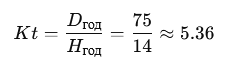 Kt = D_год / H_год = 75 / 14 ≈ 5.36